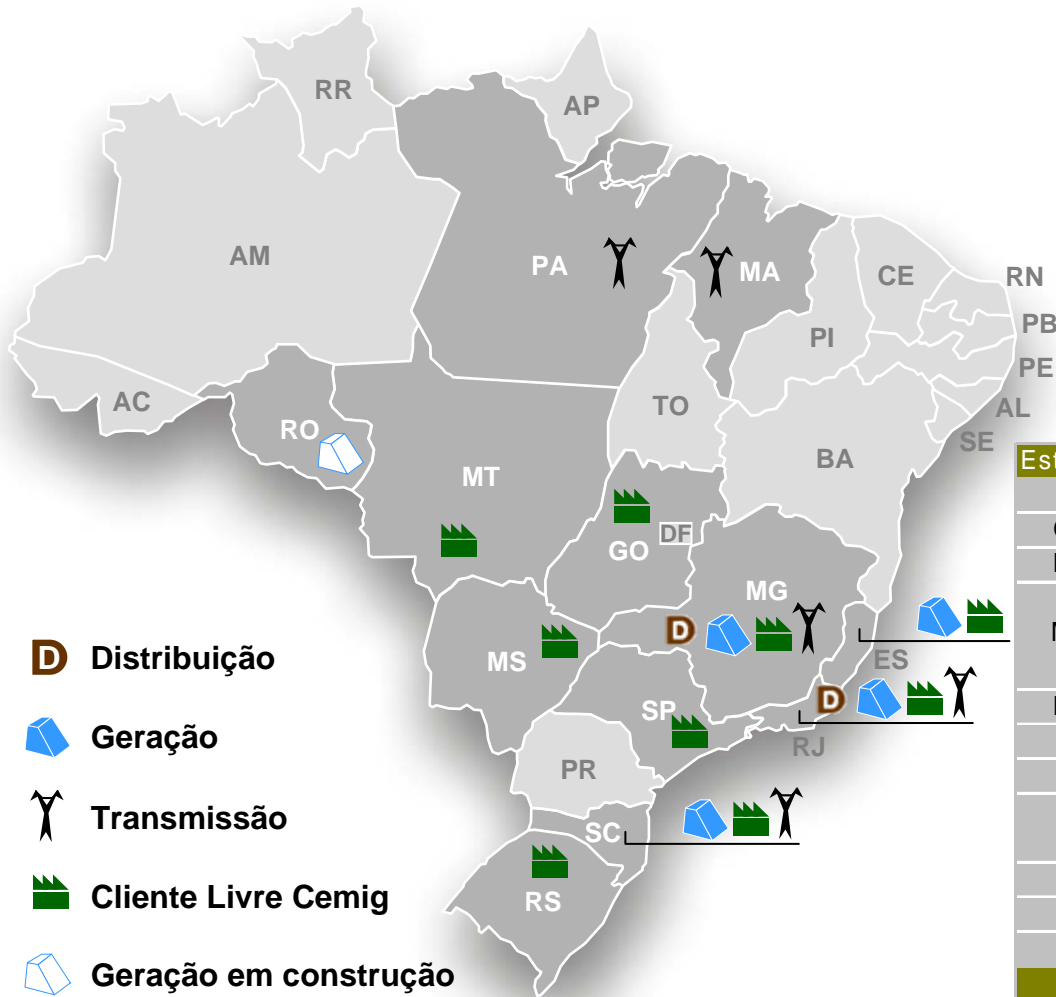 RR
AP
AM
PA
MA
CE
RN
PB
PI
PE
AC
TO
AL
RO
SE
BA
MT
DF
GO
MG
D
D Distribuição
MS
ES
D
SP
Geração
RJ
PR
Transmissão
SC
Cliente Livre Cemig
RS
Geração em construção